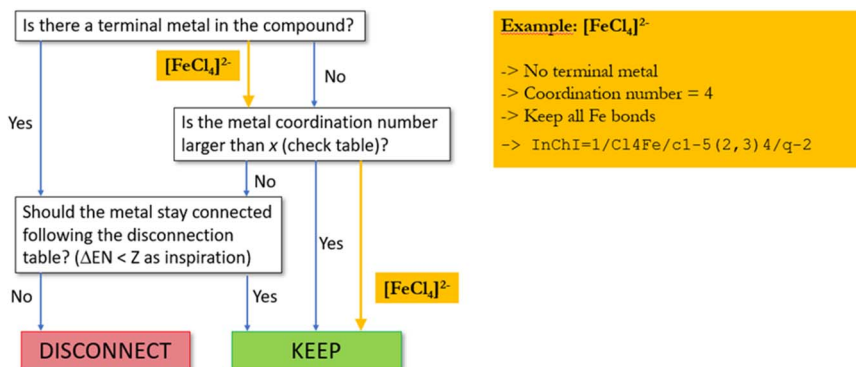 Is there a terminal metal in the compound?
[FeCl₄]²⁻
No
Yes
Is the metal coordination number
larger than x (check table)?
No
Should the metal stay connected
following the disconnection
table? (ΔEN < Z as inspiration)
Yes
No
Yes
[FeCl₄]²⁻
DISCONNECT
KEEP
Example: [FeCl₄]²⁻
-> No terminal metal
-> Coordination number = 4
-> Keep all Fe bonds
-> InChI=1/Cl4Fe/c1-5(2,3)4/q-2